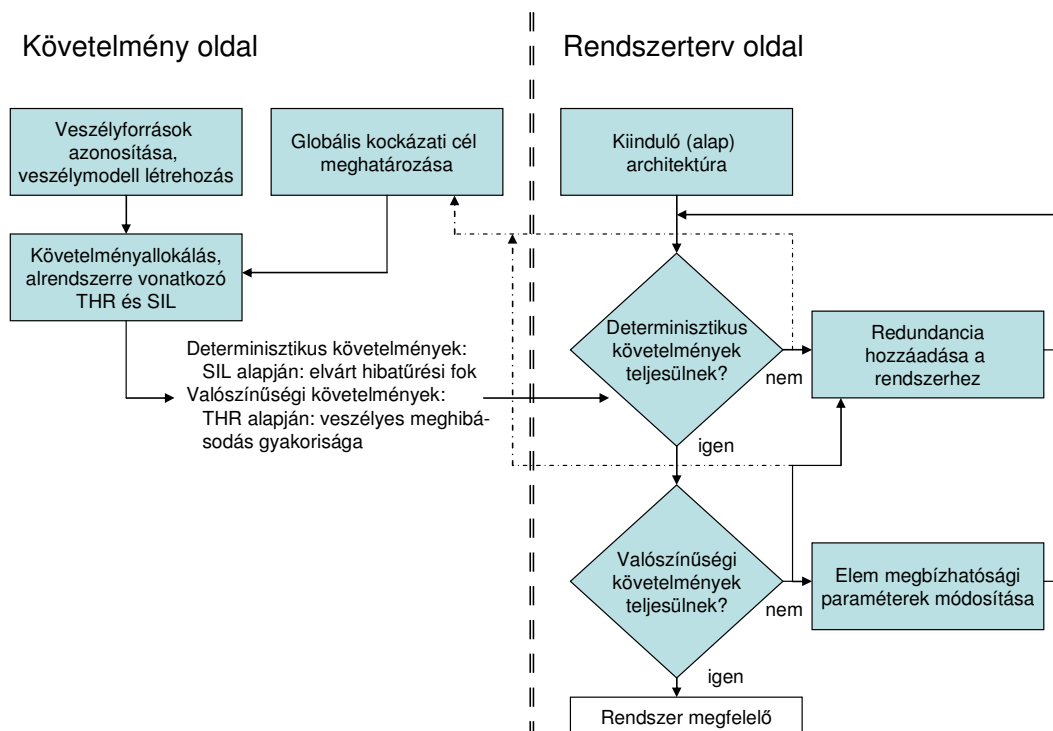 Követelmény oldal
Rendszerterv oldal
Veszélyforrások
azonosítása,
veszélymodell létrehozás
Globális kockázati cél
meghatározása
Kiinduló (alap)
architektúra
Követelményallokálás,
alrendszerre vonatkozó
THR és SIL
Determinisztikus követelmények:
SIL alapján: elvárt hibatűrési fok
Valószínűségi követelmények:
THR alapján: veszélyes meghibá-
sodás gyakorisága
Determinisztikus
követelmények
teljesülnek?
nem
Redundancia
hozzáadása a
rendszerhez
igen
Valószínűségi
követelmények
teljesülnek?
nem
Elem megbízhatósági
paraméterek módosítása
igen
Rendszer megfelelő